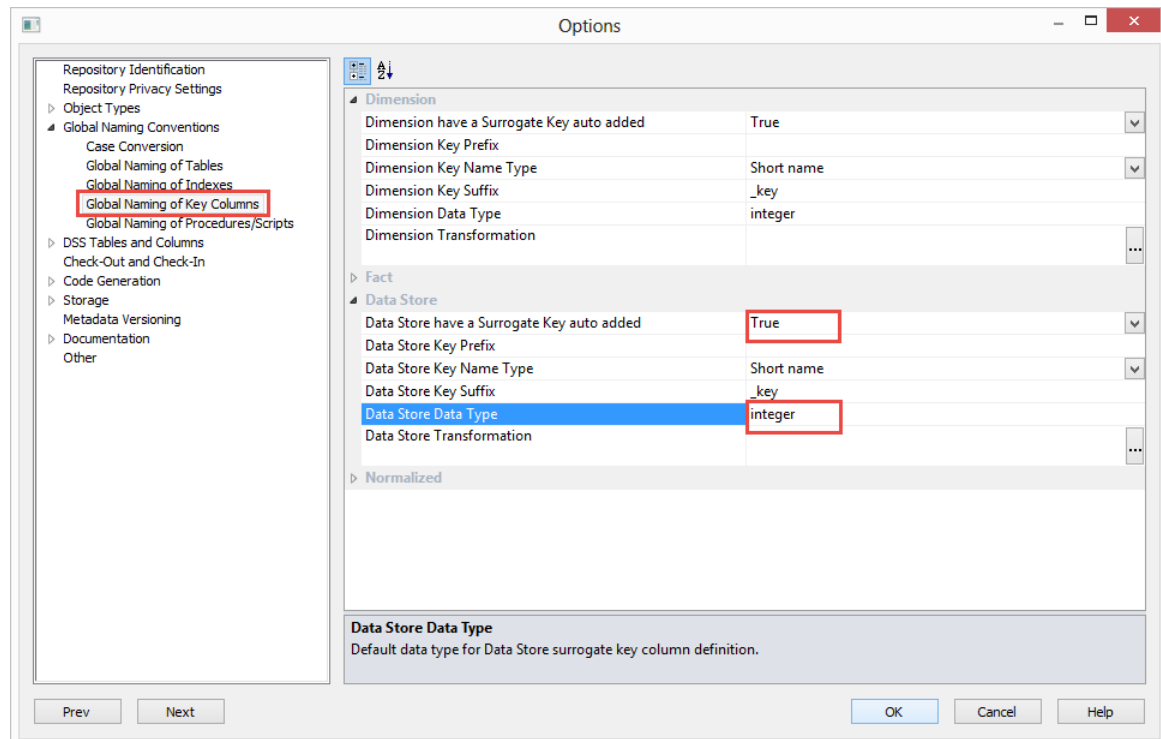 Options
Repository Identification
Repository Privacy Settings
Object Types
Global Naming Conventions
Case Conversion
Global Naming of Tables
Global Naming of Indexes
Global Naming of Key Columns
Global Naming of Procedures/Scripts
DSS Tables and Columns
Check-Out and Check-In
Code Generation
Storage
Metadata Versioning
Documentation
Other
Dimension
Dimension have a Surrogate Key auto added True
Dimension Key Prefix
Dimension Key Name Type Short name
Dimension Key Suffix _key
Dimension Data Type integer
Dimension Transformation ...
Fact
Data Store
Data Store have a Surrogate Key auto added True
Data Store Key Prefix
Data Store Key Name Type Short name
Data Store Key Suffix _key
Data Store Data Type integer
Data Store Transformation ...
Normalized
Data Store Data Type
Default data type for Data Store surrogate key column definition.
Prev Next OK Cancel Help